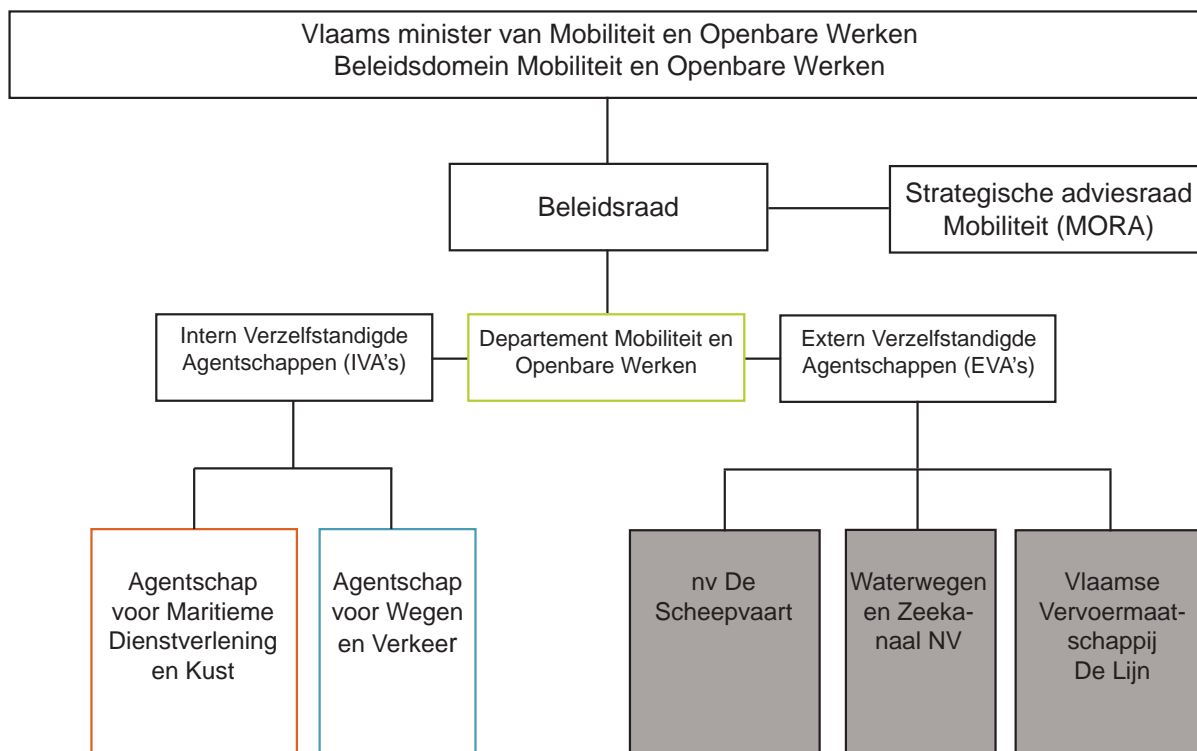 Vlaams minister van Mobiliteit en Openbare Werken
Beleidsdomein Mobiliteit en Openbare Werken
Beleidsraad
Strategische adviesraad
Mobiliteit (MORA)
Intern Verzelfstandigde
Agentschappen (IVA's)
Departement Mobiliteit en
Openbare Werken
Extern Verzelfstandigde
Agentschappen (EVA's)
Agentschap
voor Maritieme
Dienstverlening
en Kust
Agentschap
voor Wegen
en Verkeer
nv De
Scheepvaart
Waterwegen
en Zeeka-
naal NV
Vlaamse
Vervoermaat-
schappij
De Lijn